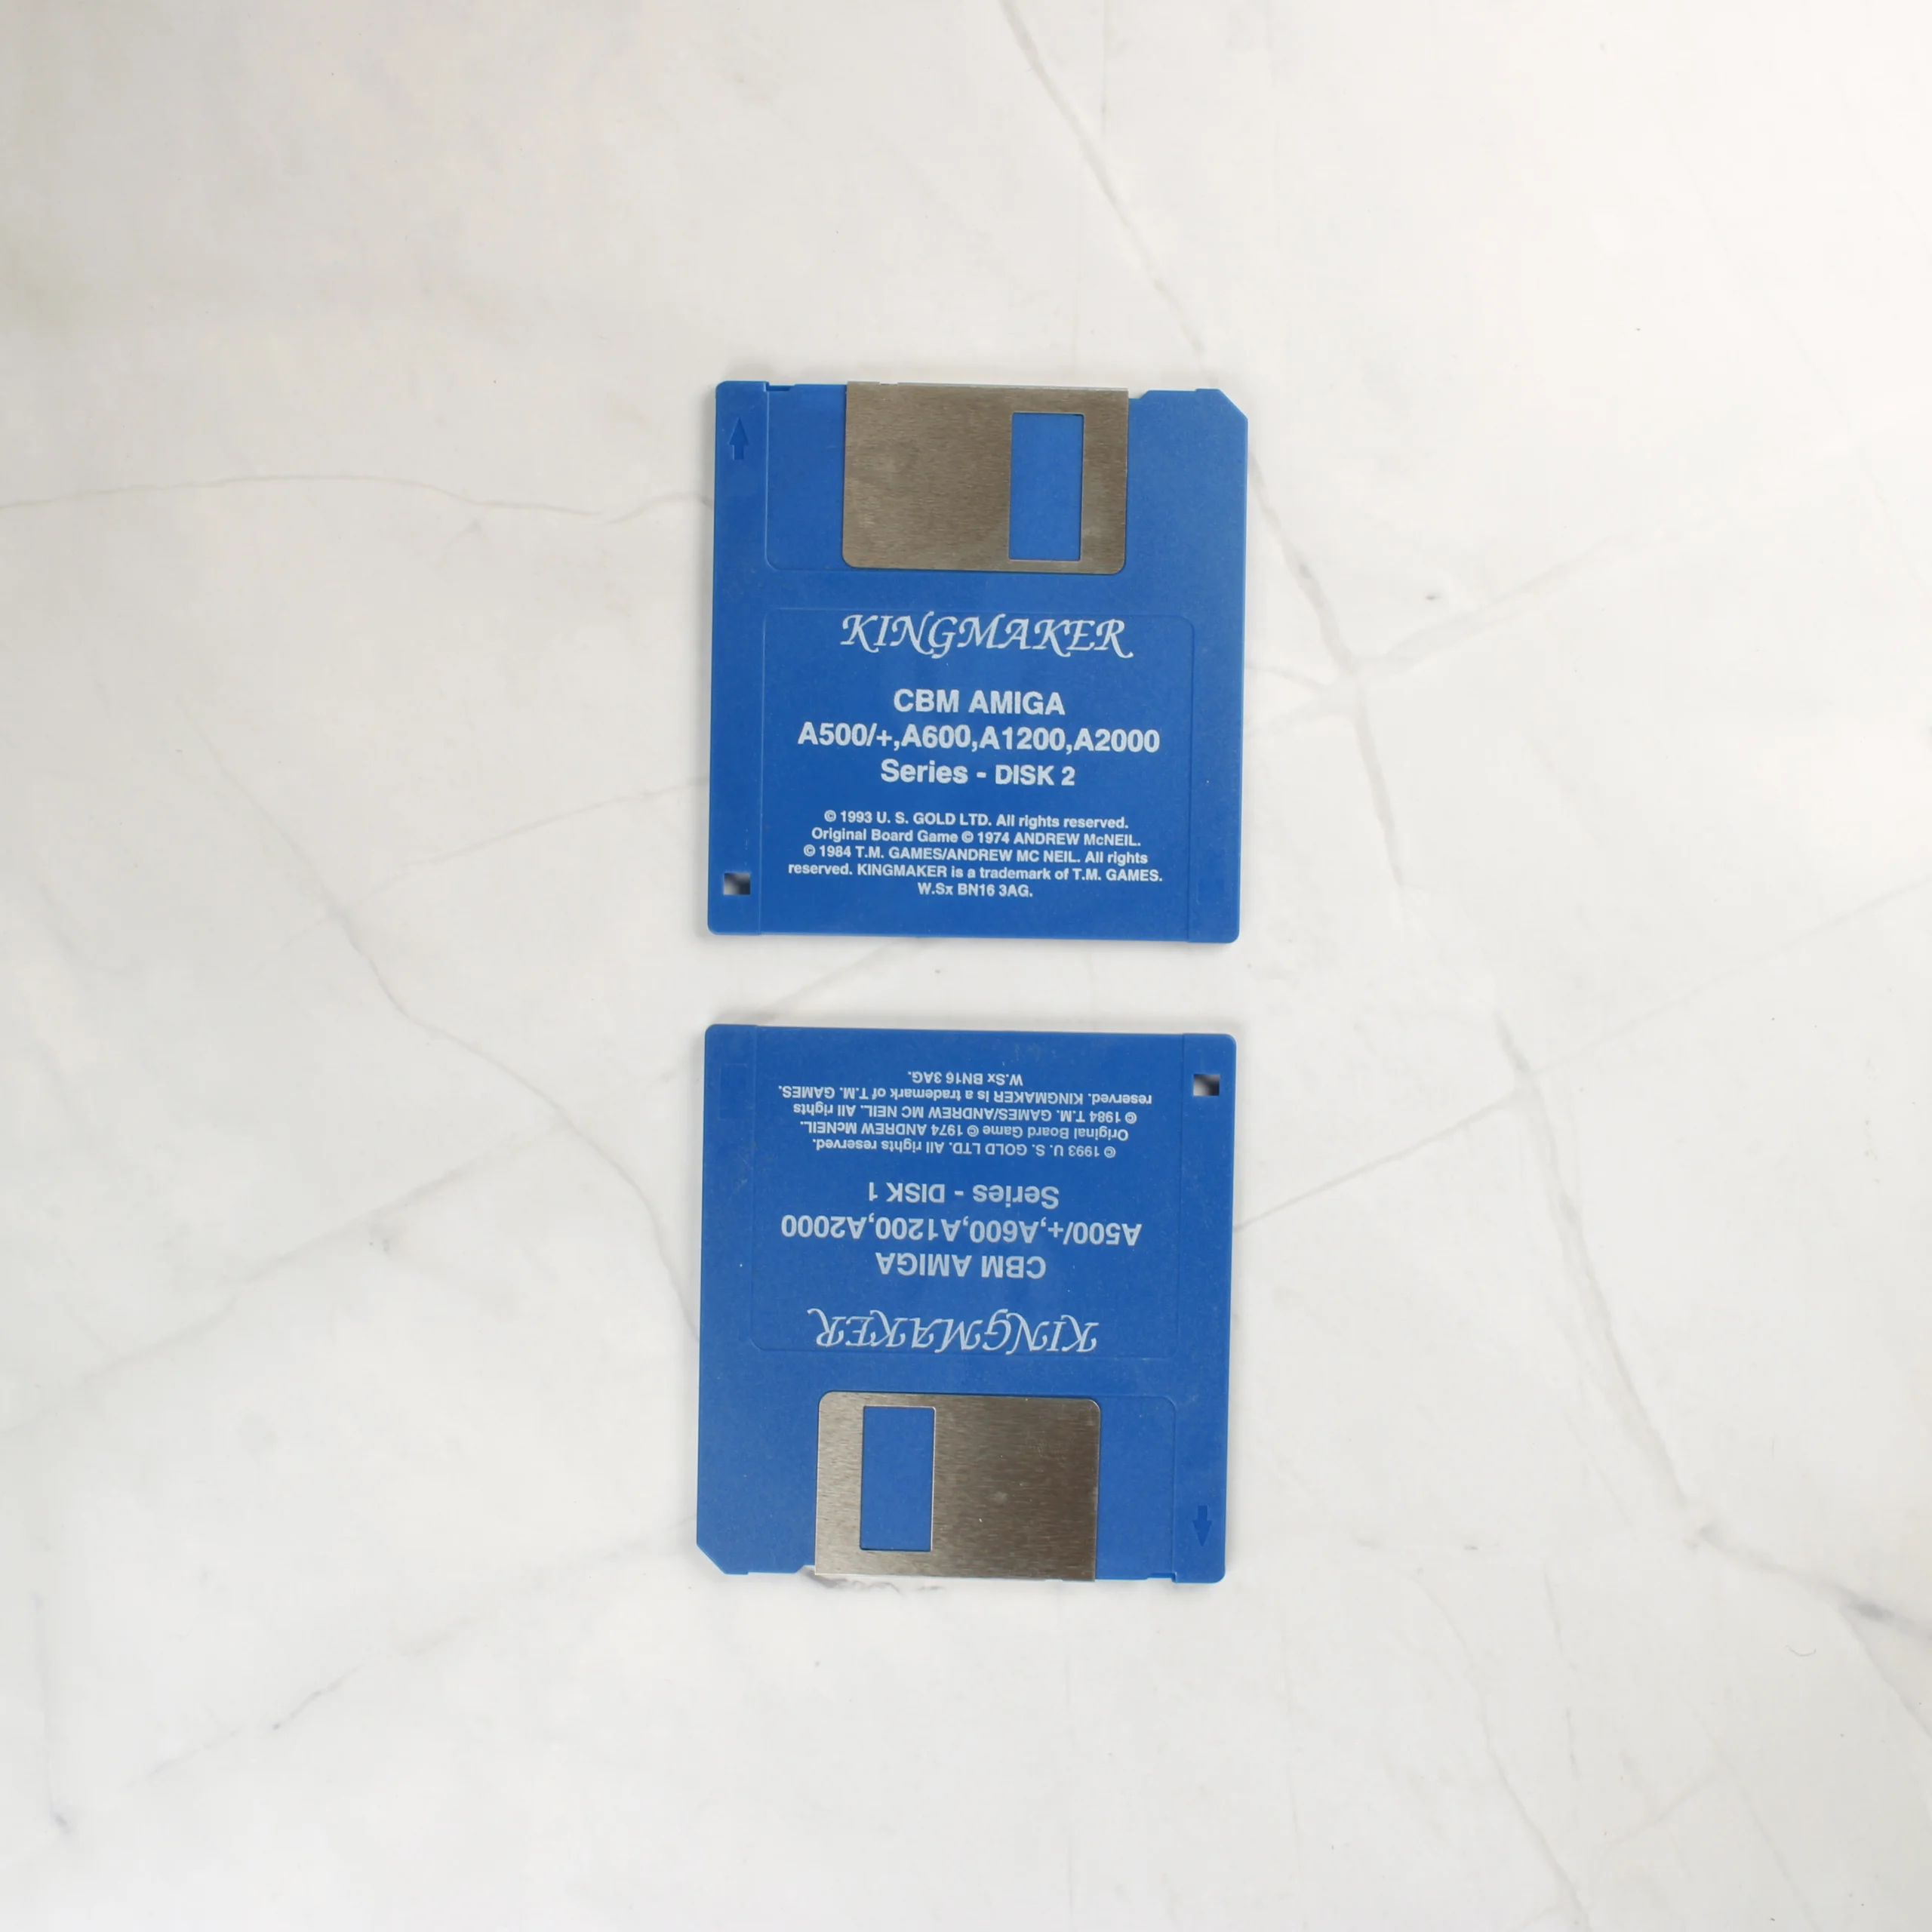 KINGMAKER
CBM AMIGA
A500/+,A600,A1200,A2000
Series - DISK 2
© 1993 U. S. GOLD LTD. All rights reserved.
Original Board Game © 1974 ANDREW McNEIL.
© 1984 T.M. GAMES/ANDREW MC NEIL. All rights
reserved. KINGMAKER is a trademark of T.M. GAMES.
W.Sx BN16 3AG.
KINGMAKER
CBM AMIGA
A500/+,A600,A1200,A2000
Series - DISK 1
© 1993 U. S. GOLD LTD. All rights reserved.
Original Board Game © 1974 ANDREW McNEIL.
© 1984 T.M. GAMES/ANDREW MC NEIL. All rights
reserved. KINGMAKER is a trademark of T.M. GAMES.
W.Sx BN16 3AG.